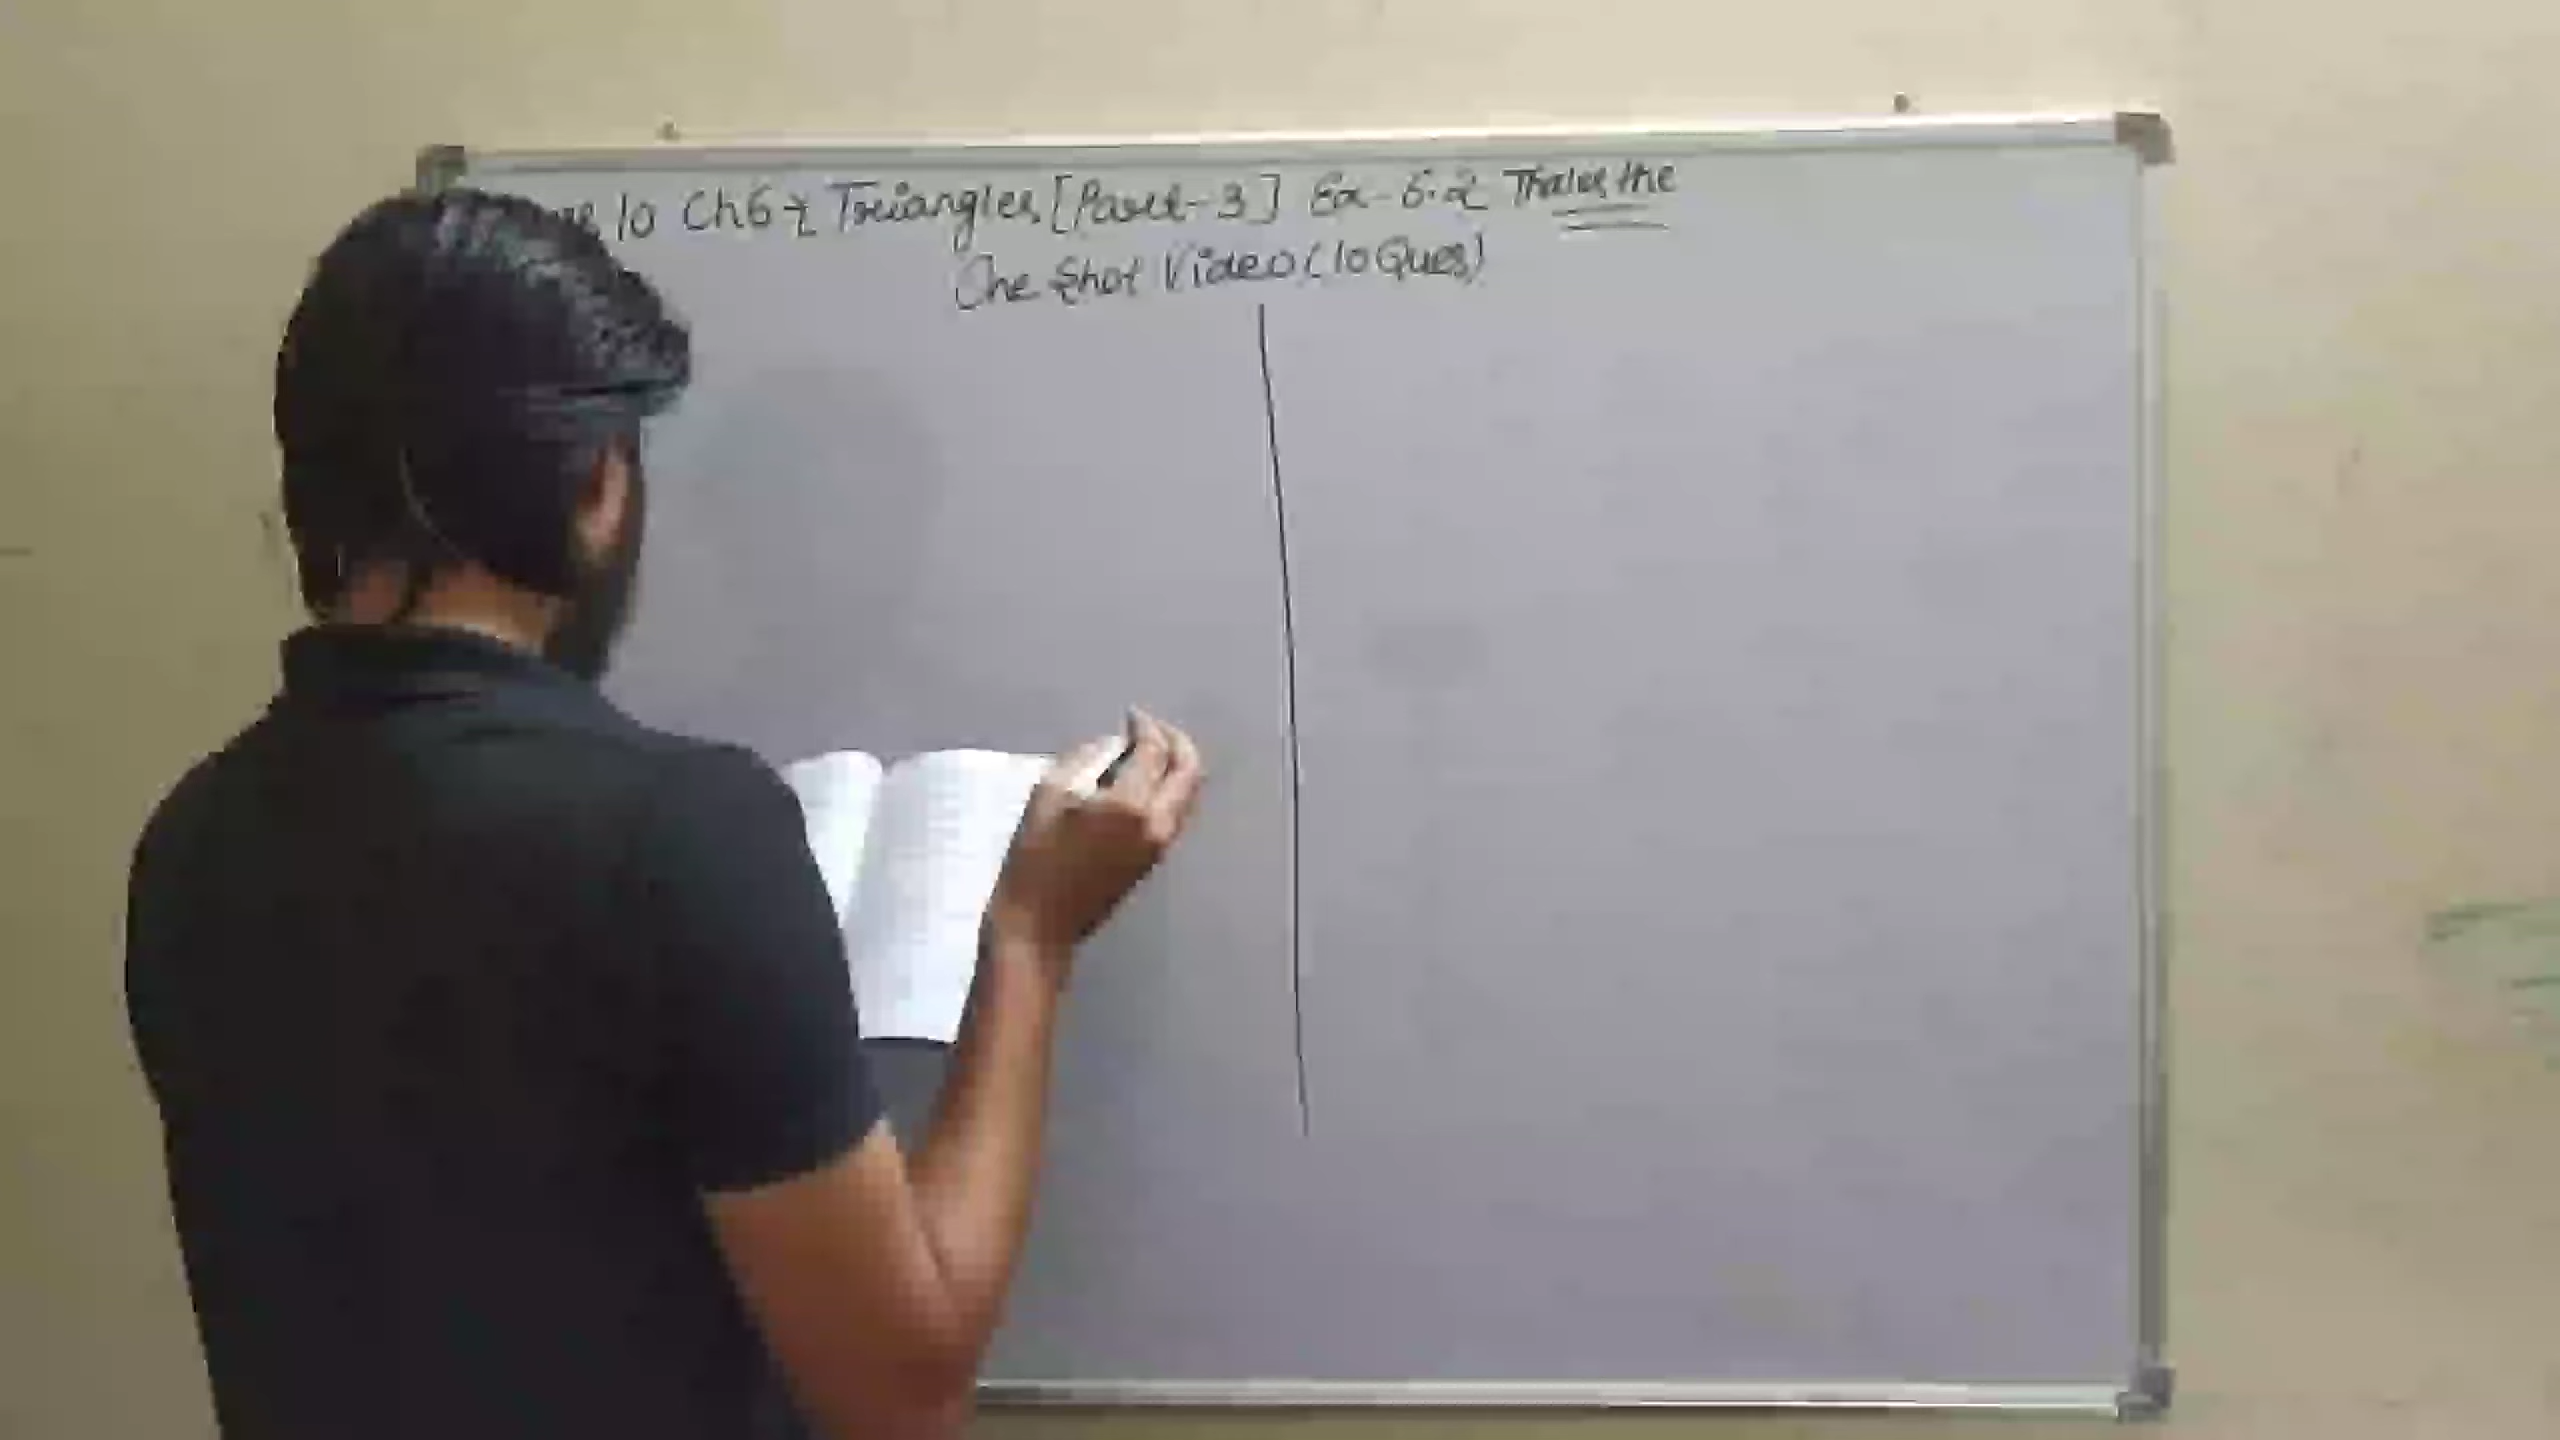 10 Ch6 Triangles [Part-3] Ex-6.2 Thales the
One Shot Video (10 Ques)